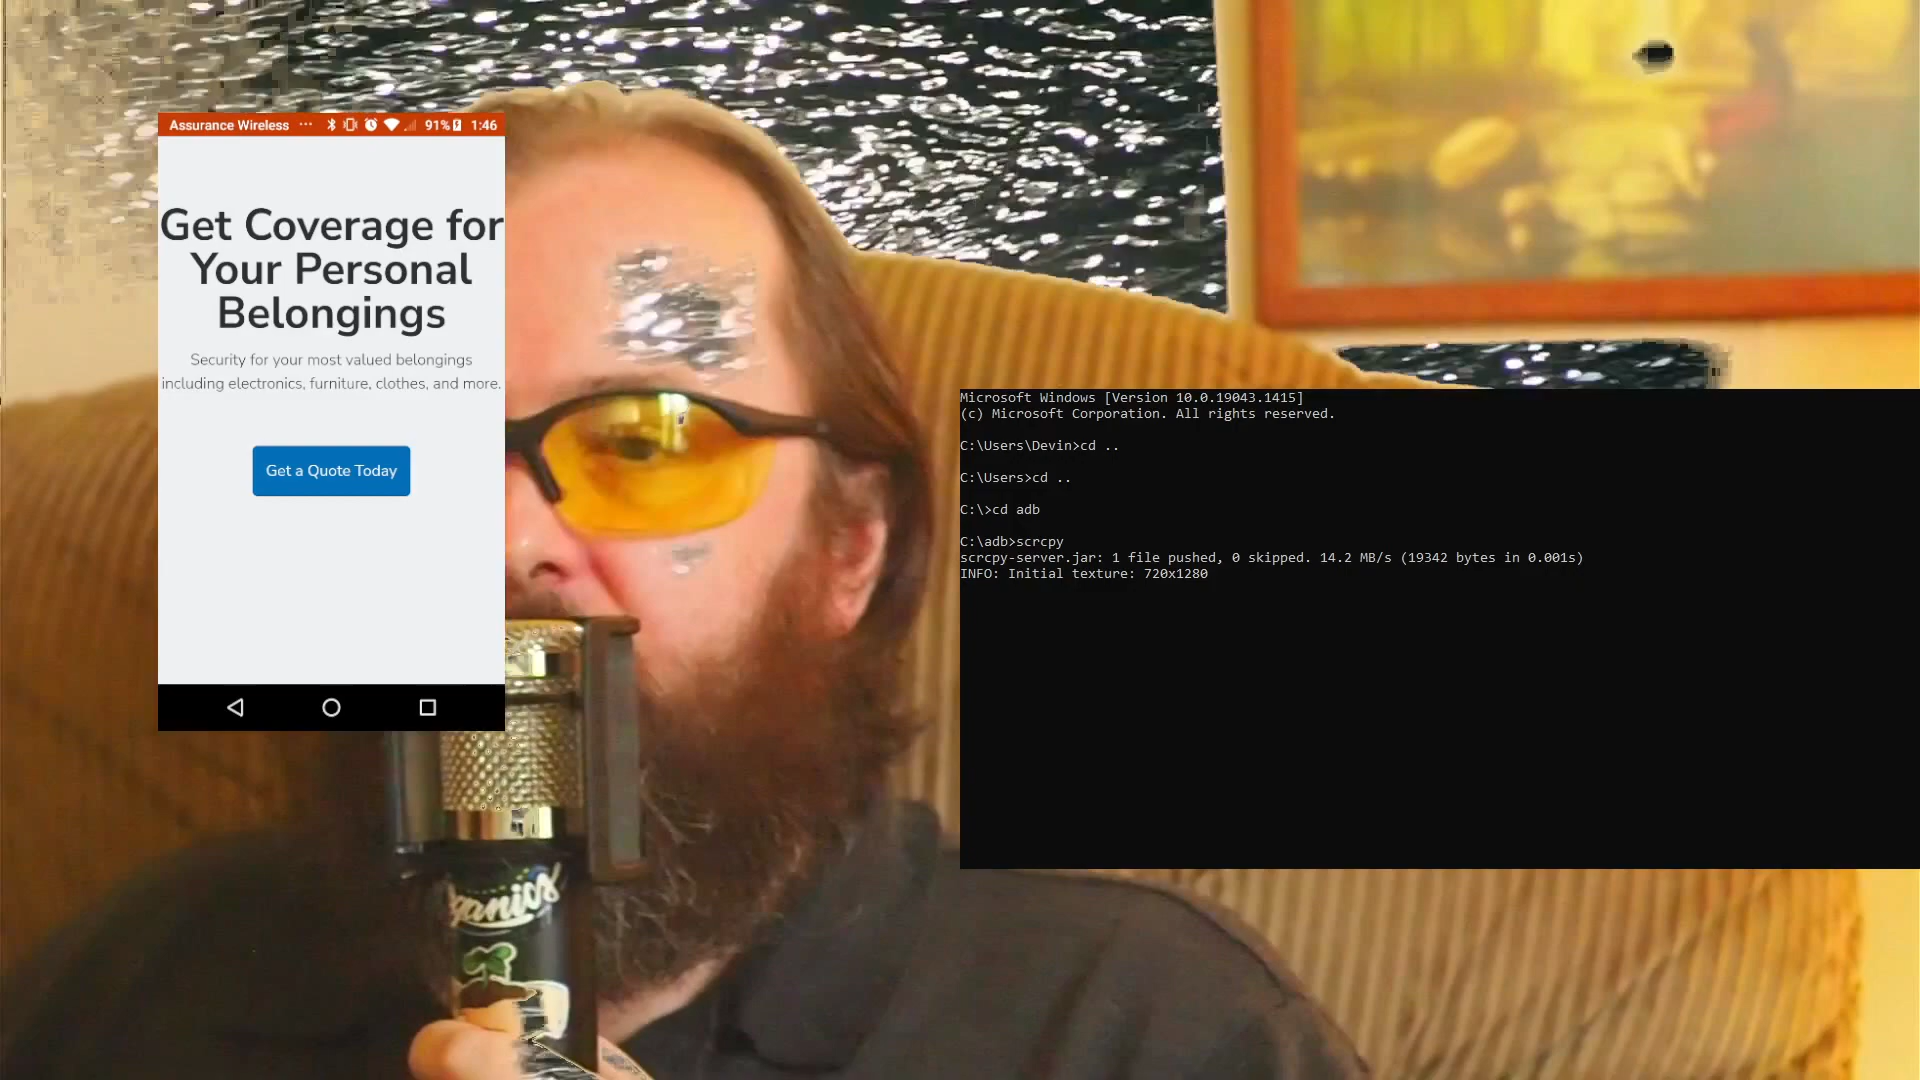 Assurance Wireless ··· 91% 1:46
Get Coverage for
Your Personal
Belongings
Security for your most valued belongings
including electronics, furniture, clothes, and more.
Get a Quote Today
Microsoft Windows [Version 10.0.19043.1415]
(c) Microsoft Corporation. All rights reserved.
C:\Users\Devin>cd ..
C:\Users>cd ..
C:\>cd adb
C:\adb>scrcpy
scrcpy-server.jar: 1 file pushed, 0 skipped. 14.2 MB/s (19342 bytes in 0.001s)
INFO: Initial texture: 720x1280